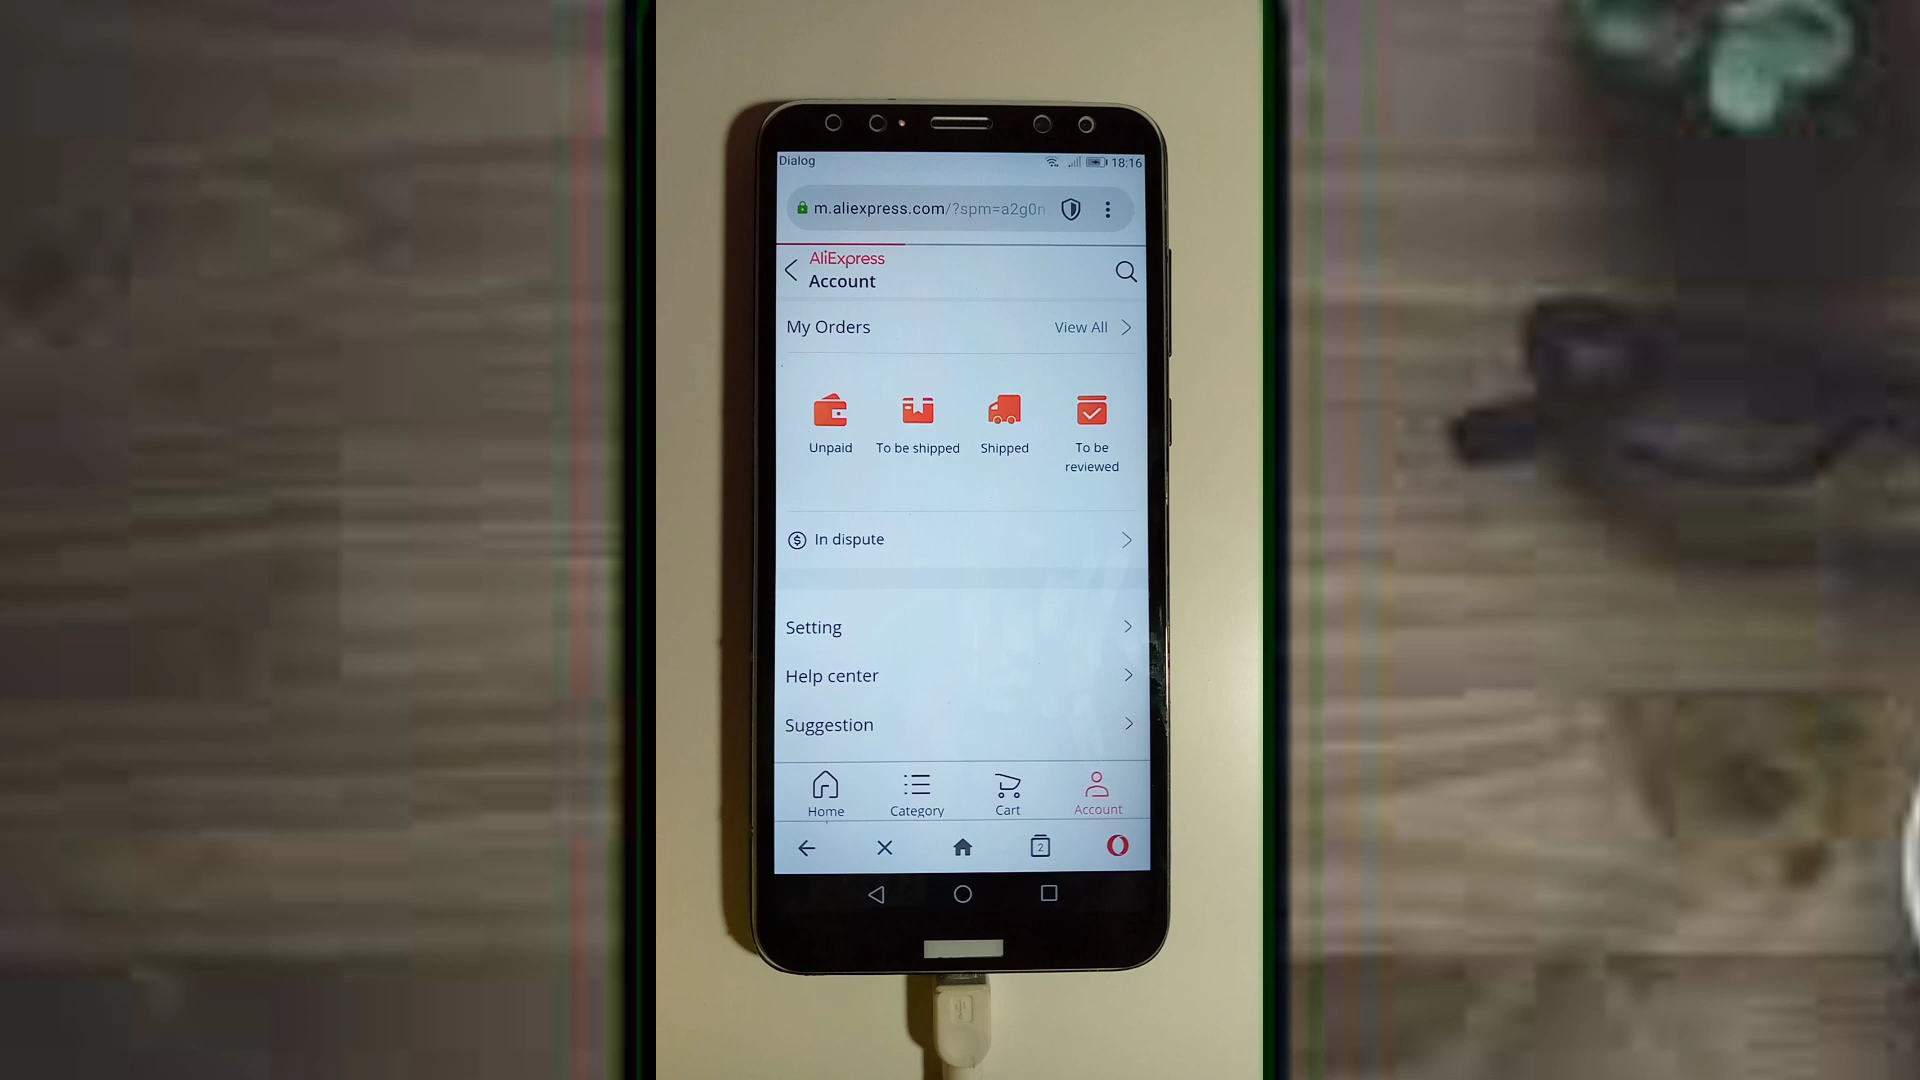 Dialog 18:16
m.aliexpress.com/?spm=a2g0n
AliExpress
Account
My Orders View All
Unpaid To be shipped Shipped To be
reviewed
In dispute
Setting
Help center
Suggestion
Home Category Cart Account
2